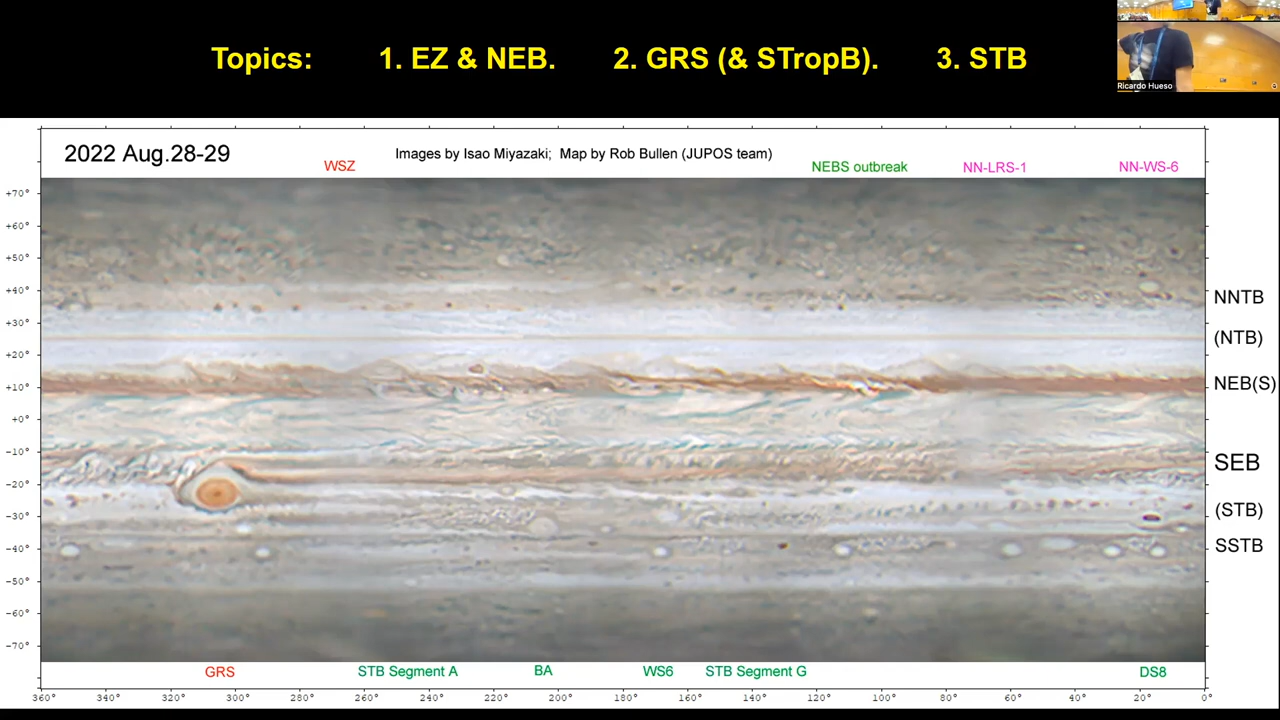 Topics: 1. EZ & NEB. 2. GRS (& STropB). 3. STB
Ricardo Hueso
2022 Aug.28-29
Images by Isao Miyazaki; Map by Rob Bullen (JUPOS team)
WSZ
NEBS outbreak
NN-LRS-1
NN-WS-6
+70°
+60°
+50°
+40°
NNTB
+30°
(NTB)
+20°
+10°
NEB(S)
+0°
-10°
SEB
-20°
-30°
(STB)
-40°
SSTB
-50°
-60°
-70°
GRS STB Segment A BA WS6 STB Segment G DS8
360° 340° 320° 300° 280° 260° 240° 220° 200° 180° 160° 140° 120° 100° 80° 60° 40° 20° 0°